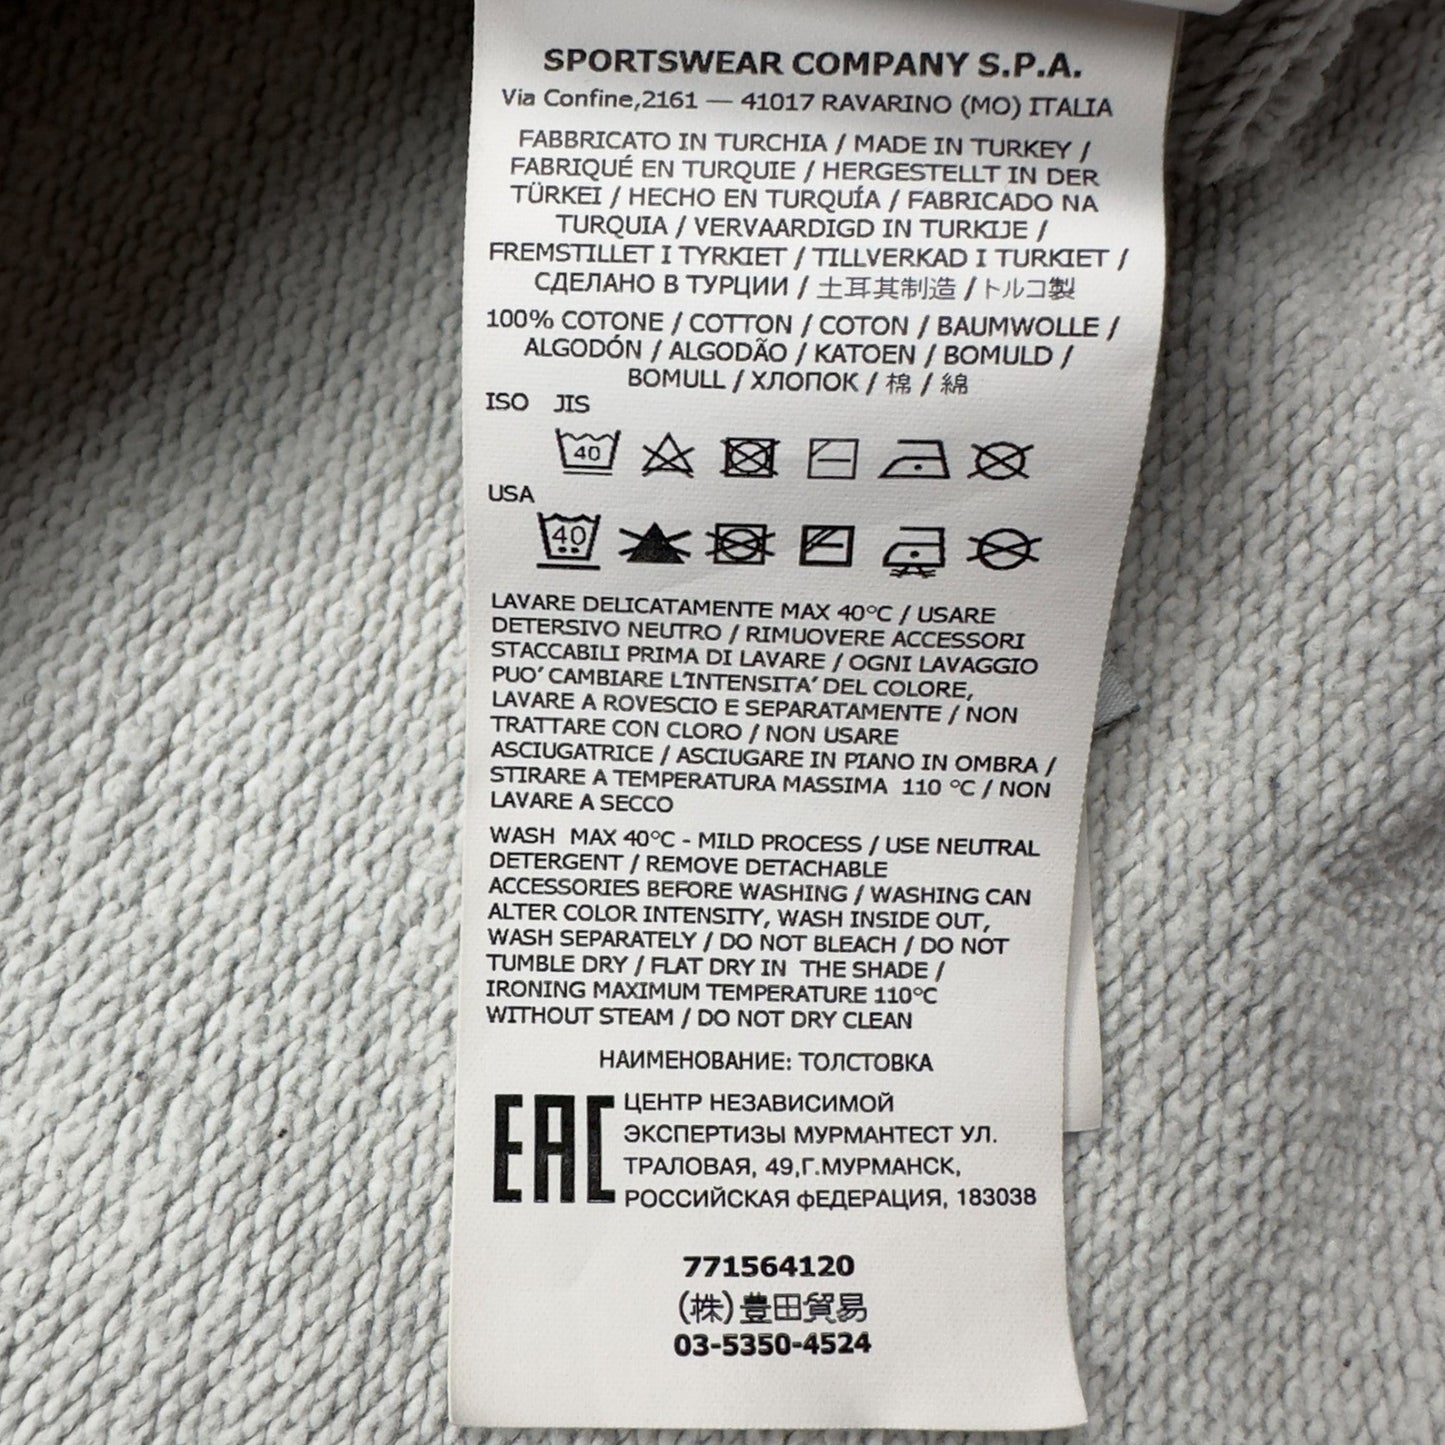 SPORTSWEAR COMPANY S.P.A.
Via Confine,2161 — 41017 RAVARINO (MO) ITALIA
FABBRICATO IN TURCHIA / MADE IN TURKEY /
FABRIQUÉ EN TURQUIE / HERGESTELLT IN DER
TÜRKEI / HECHO EN TURQUÍA / FABRICADO NA
TURQUIA / VERVAARDIGD IN TURKIJE /
FREMSTILLET I TYRKIET / TILLVERKAD I TURKIET /
СДЕЛАНО В ТУРЦИИ / 土耳其制造 / トルコ製
100% COTONE / COTTON / COTON / BAUMWOLLE /
ALGODÓN / ALGODÃO / KATOEN / BOMULD /
BOMULL / ХЛОПОК / 棉 / 綿
ISO JIS
40
USA
40
LAVARE DELICATAMENTE MAX 40°C / USARE
DETERSIVO NEUTRO / RIMUOVERE ACCESSORI
STACCABILI PRIMA DI LAVARE / OGNI LAVAGGIO
PUO' CAMBIARE L'INTENSITA' DEL COLORE,
LAVARE A ROVESCIO E SEPARATAMENTE / NON
TRATTARE CON CLORO / NON USARE
ASCIUGATRICE / ASCIUGARE IN PIANO IN OMBRA /
STIRARE A TEMPERATURA MASSIMA 110 °C / NON
LAVARE A SECCO
WASH MAX 40°C - MILD PROCESS / USE NEUTRAL
DETERGENT / REMOVE DETACHABLE
ACCESSORIES BEFORE WASHING / WASHING CAN
ALTER COLOR INTENSITY, WASH INSIDE OUT,
WASH SEPARATELY / DO NOT BLEACH / DO NOT
TUMBLE DRY / FLAT DRY IN THE SHADE /
IRONING MAXIMUM TEMPERATURE 110°C
WITHOUT STEAM / DO NOT DRY CLEAN
НАИМЕНОВАНИЕ: ТОЛСТОВКА
EAC
ЦЕНТР НЕЗАВИСИМОЙ
ЭКСПЕРТИЗЫ МУРМАНТЕСТ УЛ.
ТРАЛОВАЯ, 49,Г.МУРМАНСК,
РОССИЙСКАЯ фЕДЕРАЦИЯ, 183038
771564120
(株)豊田貿易
03-5350-4524